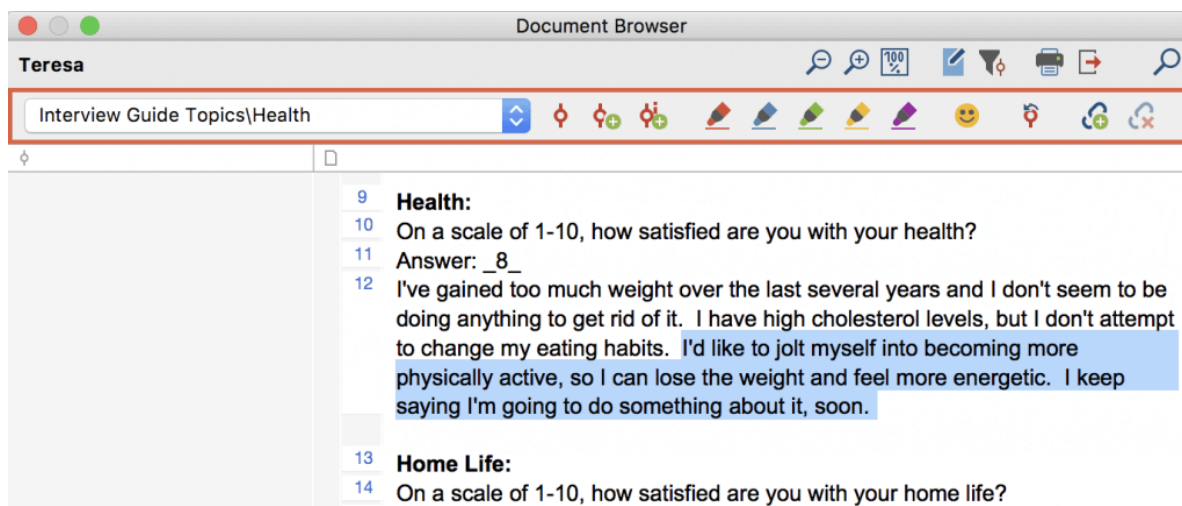 Document Browser
Teresa
100
%
Interview Guide Topics\Health
9
Health:
10
On a scale of 1-10, how satisfied are you with your health?
11
Answer: _8_
12
I've gained too much weight over the last several years and I don't seem to be
doing anything to get rid of it.  I have high cholesterol levels, but I don't attempt
to change my eating habits.  I'd like to jolt myself into becoming more
physically active, so I can lose the weight and feel more energetic.  I keep
saying I'm going to do something about it, soon.
13
Home Life:
14
On a scale of 1-10, how satisfied are you with your home life?